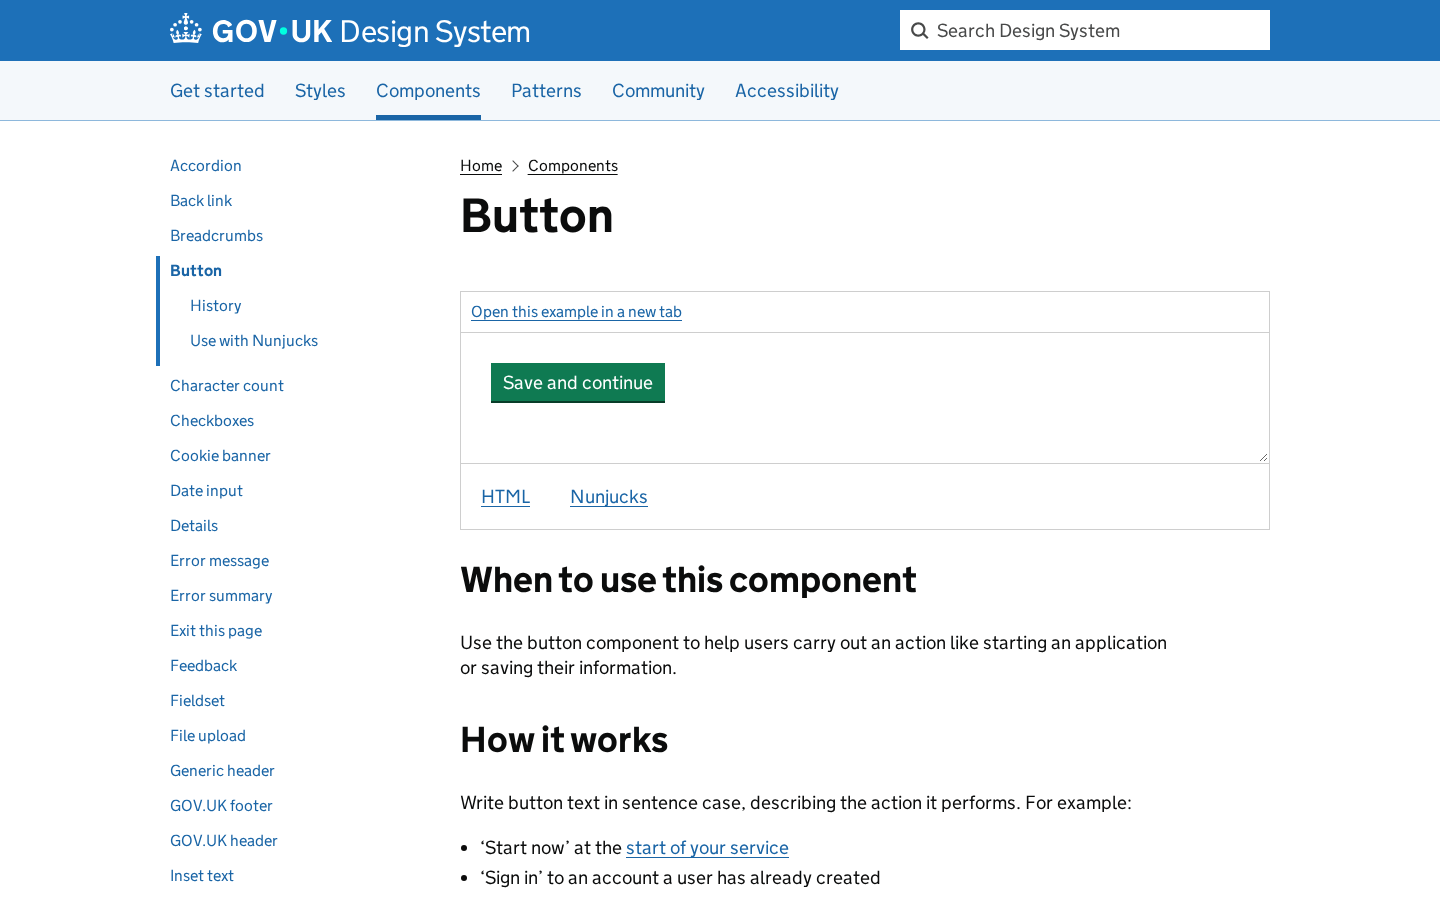 GOV.UK Design System
Search Design System
Get started
Styles
Components
Patterns
Community
Accessibility
Accordion
Back link
Breadcrumbs
Button
History
Use with Nunjucks
Character count
Checkboxes
Cookie banner
Date input
Details
Error message
Error summary
Exit this page
Feedback
Fieldset
File upload
Generic header
GOV.UK footer
GOV.UK header
Inset text
Home
Components
Button
Open this example in a new tab
Save and continue
HTML
Nunjucks
When to use this component
Use the button component to help users carry out an action like starting an application
or saving their information.
How it works
Write button text in sentence case, describing the action it performs. For example:
• ‘Start now’ at the start of your service
• ‘Sign in’ to an account a user has already created